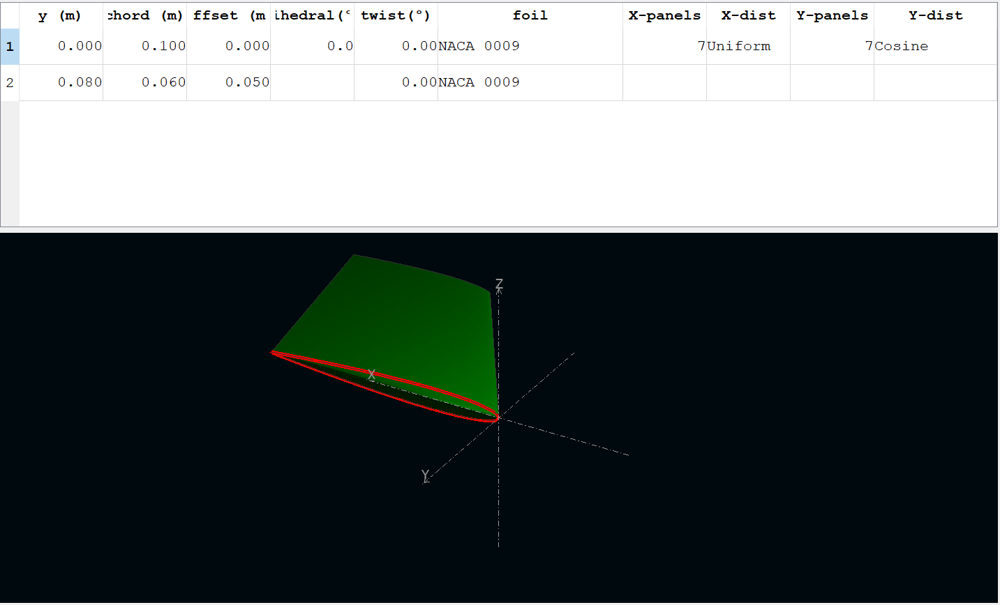 y (m) chord (m) ffset (m ihedral(° twist(°) foil X-panels X-dist Y-panels Y-dist
1 0.000 0.100 0.000 0.0 0.00 NACA 0009 7 Uniform 7 Cosine
2 0.080 0.060 0.050 0.00 NACA 0009
Z
X
Y